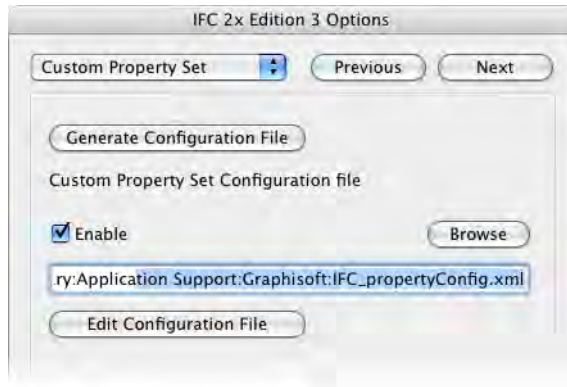 IFC 2x Edition 3 Options
Custom Property Set Previous Next
Generate Configuration File
Custom Property Set Configuration file
Enable Browse
ry:Application Support:Graphisoft:IFC_propertyConfig.xml
Edit Configuration File